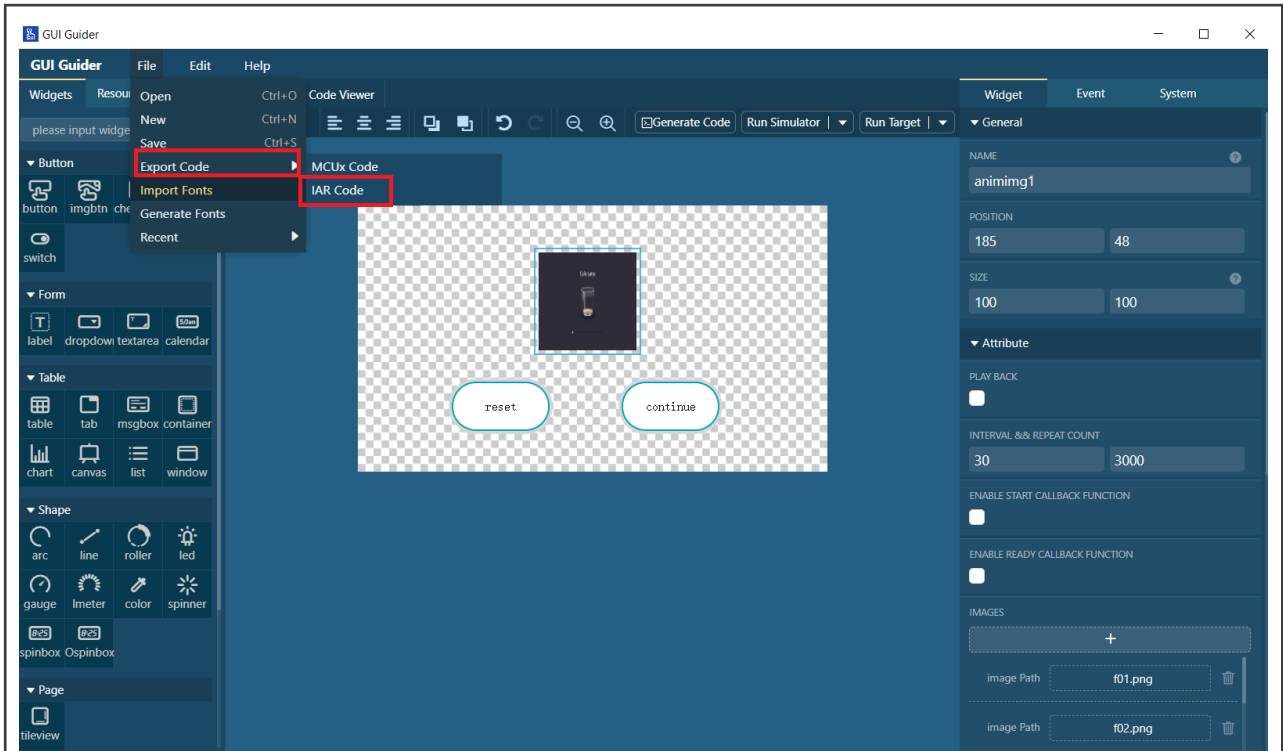 GUI Guider
GUI Guider File Edit Help
Widgets Resou Code Viewer
Open Ctrl+O
New Ctrl+N
Save Ctrl+S
Export Code
Import Fonts
Generate Fonts
Recent
MCUx Code
IAR Code
Generate Code Run Simulator Run Target
please input widge
Button
button imgbtn che
switch
Form
label dropdow textarea calendar
Table
table tab msgbox container
chart canvas list window
Shape
arc line roller led
gauge lmeter color spinner
spinbox Ospinbox
Page
tileview
reset continue
Widget Event System
General
NAME
animimg1
POSITION
185 48
SIZE
100 100
Attribute
PLAY BACK
INTERVAL && REPEAT COUNT
30 3000
ENABLE START CALLBACK FUNCTION
ENABLE READY CALLBACK FUNCTION
IMAGES
+
image Path f01.png
image Path f02.png